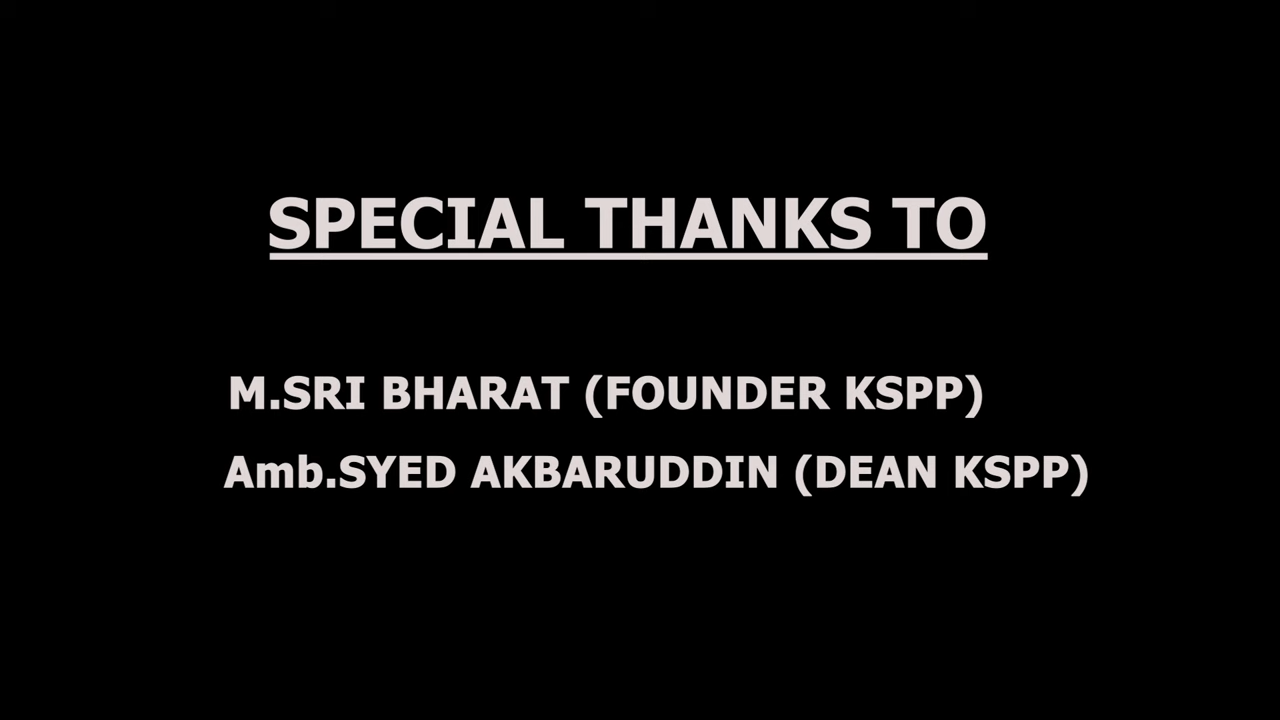 SPECIAL THANKS TO
M.SRI BHARAT (FOUNDER KSPP)
Amb.SYED AKBARUDDIN (DEAN KSPP)